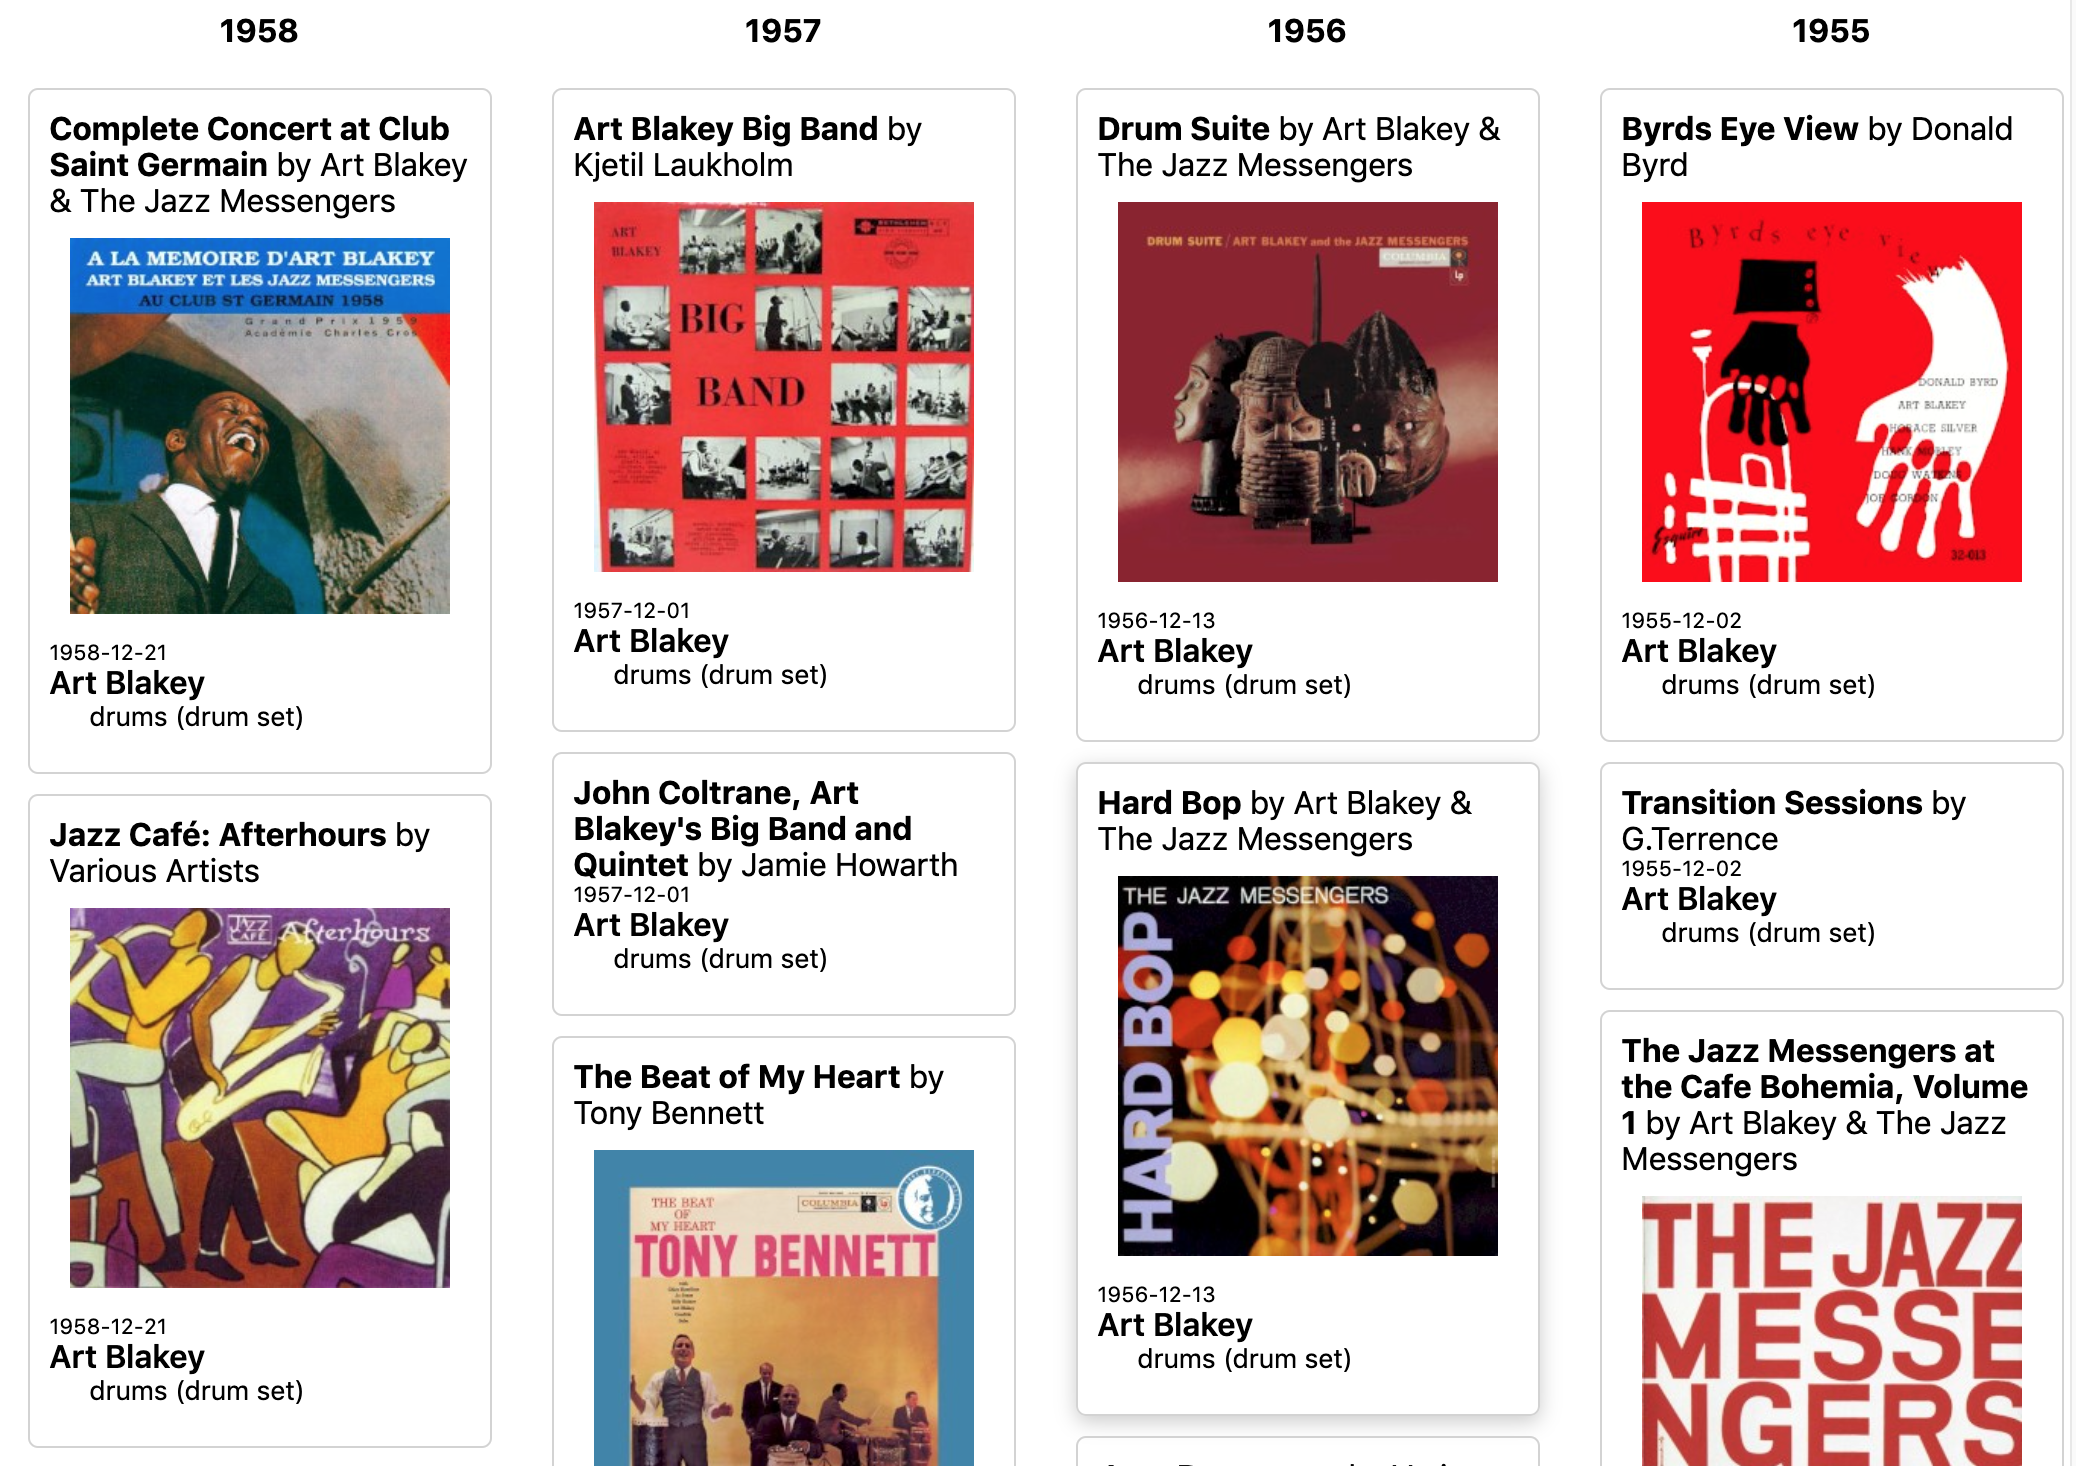 1958
Complete Concert at Club
Saint Germain by Art Blakey
& The Jazz Messengers
A LA MEMOIRE D'ART BLAKEY
ART BLAKEY ET LES JAZZ MESSENGERS
AU CLUB ST GERMAIN 1958
Grand Prix 1959
Académie Charles Cros
1958-12-21
Art Blakey
drums (drum set)
Jazz Café: Afterhours by
Various Artists
JAZZ
CAFÉ
Afterhours
1958-12-21
Art Blakey
drums (drum set)
1957
Art Blakey Big Band by
Kjetil Laukholm
ART
BLAKEY
BETHLEHEM
BIG
BAND
1957-12-01
Art Blakey
drums (drum set)
John Coltrane, Art
Blakey's Big Band and
Quintet by Jamie Howarth
1957-12-01
Art Blakey
drums (drum set)
The Beat of My Heart by
Tony Bennett
THE BEAT
OF
MY HEART
COLUMBIA
TONY BENNETT
1956
Drum Suite by Art Blakey &
The Jazz Messengers
DRUM SUITE / ART BLAKEY and the JAZZ MESSENGERS
COLUMBIA
Lp
1956-12-13
Art Blakey
drums (drum set)
Hard Bop by Art Blakey &
The Jazz Messengers
THE JAZZ MESSENGERS
HARD BOP
1956-12-13
Art Blakey
drums (drum set)
1955
Byrds Eye View by Donald
Byrd
Byrds eye view
DONALD BYRD
ART BLAKEY
HORACE SILVER
HANK MOBLEY
DOUG WATKINS
JOE GORDON
Esquire
32-013
1955-12-02
Art Blakey
drums (drum set)
Transition Sessions by
G.Terrence
1955-12-02
Art Blakey
drums (drum set)
The Jazz Messengers at
the Cafe Bohemia, Volume
1 by Art Blakey & The Jazz
Messengers
THE JAZZ
MESSE
NGERS